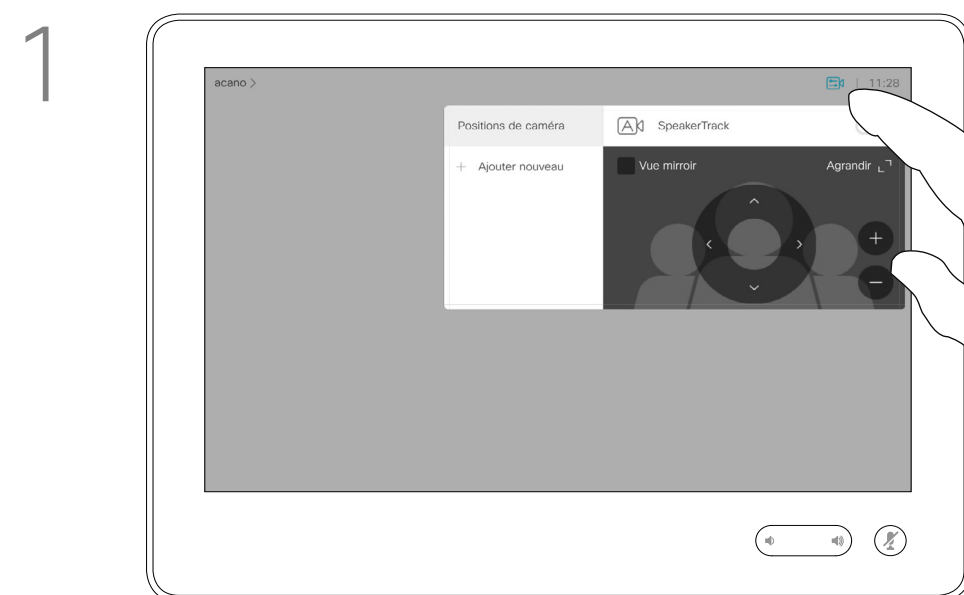 1
acano >
11:28
Positions de caméra
SpeakerTrack
+ Ajouter nouveau
Vue mirroir
Agrandir